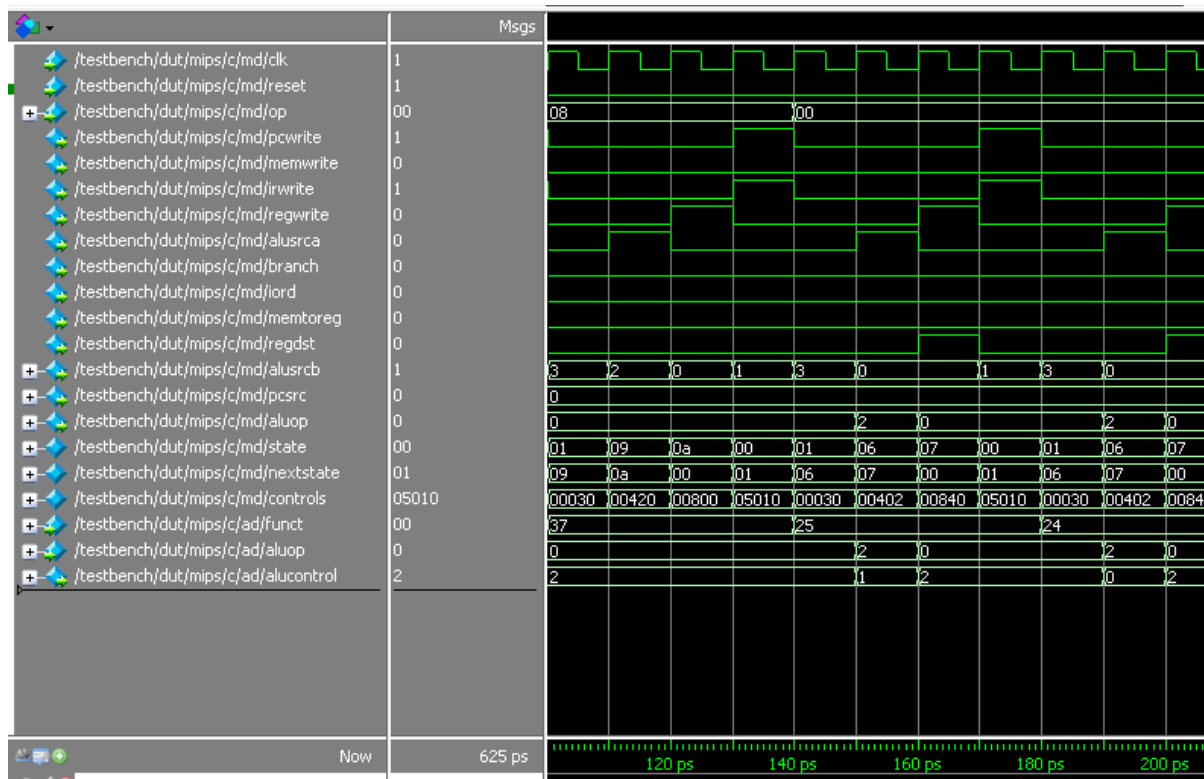 Msgs
/testbench/dut/mips/c/md/clk 1
/testbench/dut/mips/c/md/reset 1
/testbench/dut/mips/c/md/op 00 08 00
/testbench/dut/mips/c/md/pcwrite 1
/testbench/dut/mips/c/md/memwrite 0
/testbench/dut/mips/c/md/irwrite 1
/testbench/dut/mips/c/md/regwrite 0
/testbench/dut/mips/c/md/alusrca 0
/testbench/dut/mips/c/md/branch 0
/testbench/dut/mips/c/md/iord 0
/testbench/dut/mips/c/md/memtoreg 0
/testbench/dut/mips/c/md/regdst 0
/testbench/dut/mips/c/md/alusrcb 1 3 2 0 1 3 0 1 3 0
/testbench/dut/mips/c/md/pcsrc 0 0
/testbench/dut/mips/c/md/aluop 0 0 2 0 2 0
/testbench/dut/mips/c/md/state 00 01 09 0a 00 01 06 07 00 01 06 07
/testbench/dut/mips/c/md/nextstate 01 09 0a 00 01 06 07 00 01 06 07 00
/testbench/dut/mips/c/md/controls 05010 00030 00420 00800 05010 00030 00402 00840 05010 00030 00402 0084
/testbench/dut/mips/c/ad/funct 00 37 25 24
/testbench/dut/mips/c/ad/aluop 0 0 2 0 2 0
/testbench/dut/mips/c/ad/alucontrol 2 2 1 2 0 2
Now 625 ps 120 ps 140 ps 160 ps 180 ps 200 ps